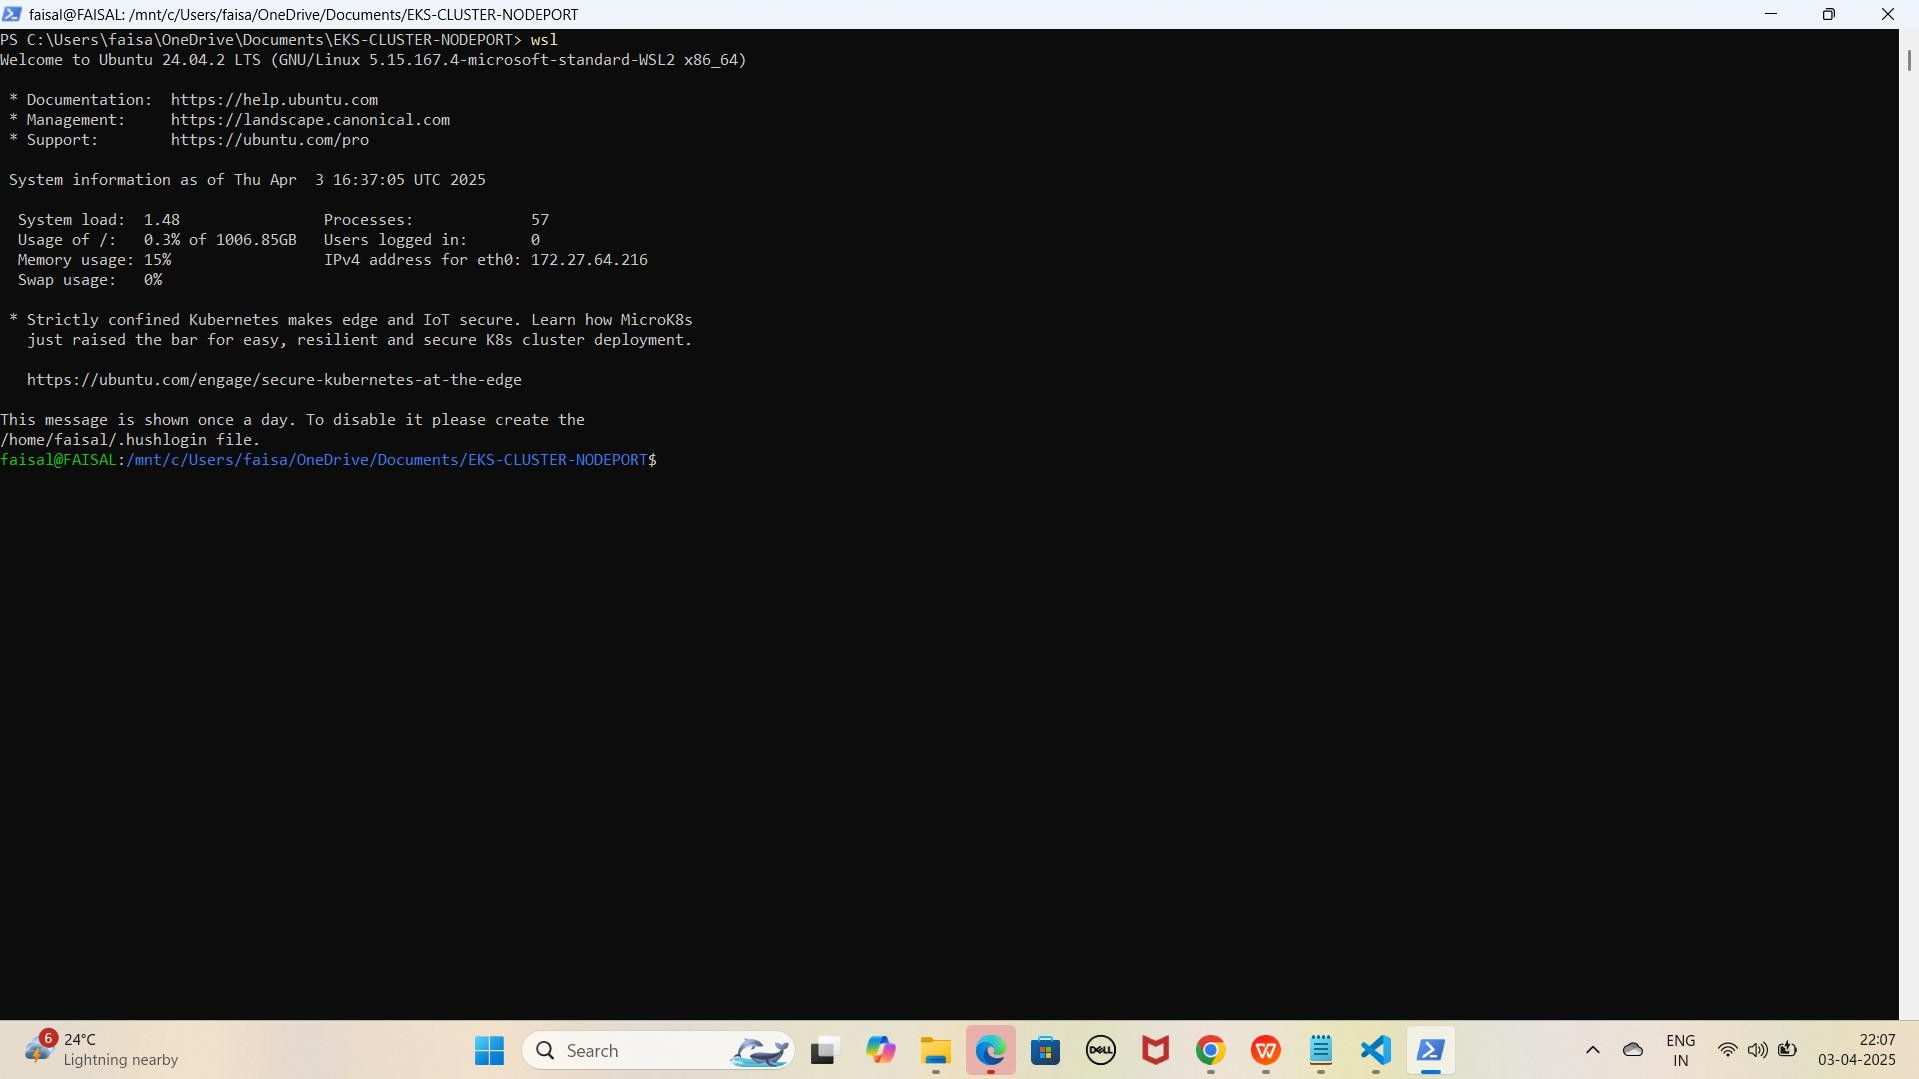 faisal@FAISAL: /mnt/c/Users/faisa/OneDrive/Documents/EKS-CLUSTER-NODEPORT
PS C:\Users\faisa\OneDrive\Documents\EKS-CLUSTER-NODEPORT> wsl
Welcome to Ubuntu 24.04.2 LTS (GNU/Linux 5.15.167.4-microsoft-standard-WSL2 x86_64)
* Documentation:  https://help.ubuntu.com
* Management:     https://landscape.canonical.com
* Support:        https://ubuntu.com/pro
System information as of Thu Apr  3 16:37:05 UTC 2025
System load:  1.48                Processes:             57
Usage of /:   0.3% of 1006.85GB   Users logged in:       0
Memory usage: 15%                 IPv4 address for eth0: 172.27.64.216
Swap usage:   0%
* Strictly confined Kubernetes makes edge and IoT secure. Learn how MicroK8s
just raised the bar for easy, resilient and secure K8s cluster deployment.
https://ubuntu.com/engage/secure-kubernetes-at-the-edge
This message is shown once a day. To disable it please create the
/home/faisal/.hushlogin file.
faisal@FAISAL:/mnt/c/Users/faisa/OneDrive/Documents/EKS-CLUSTER-NODEPORT$
6
24°C
Lightning nearby
Search
DELL
W
ENG
IN
22:07
03-04-2025